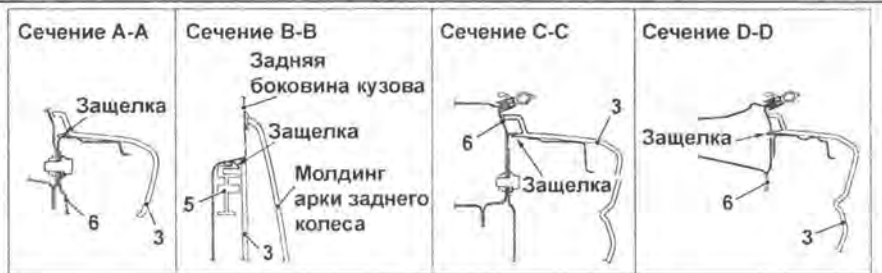 Сечение A-A
Защелка
6
3
Сечение B-B
Задняя
боковина кузова
Защелка
5
Молдинг
арки заднего
колеса
3
Сечение C-C
3
6
Защелка
Сечение D-D
Защелка
6
3